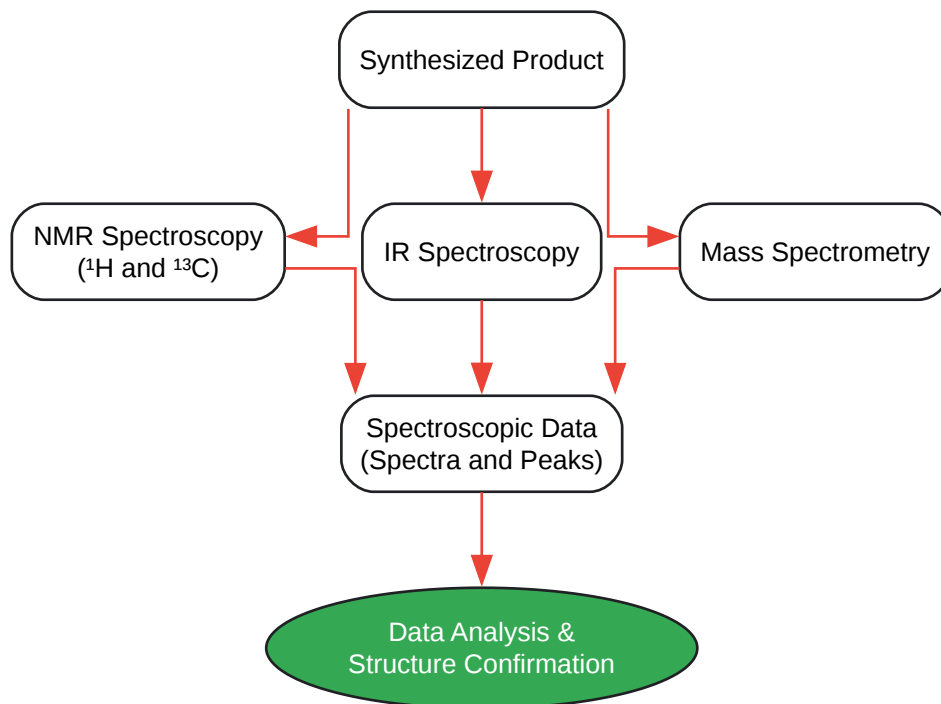 Synthesized Product
NMR Spectroscopy
(¹H and ¹³C)
IR Spectroscopy
Mass Spectrometry
Spectroscopic Data
(Spectra and Peaks)
Data Analysis &
Structure Confirmation